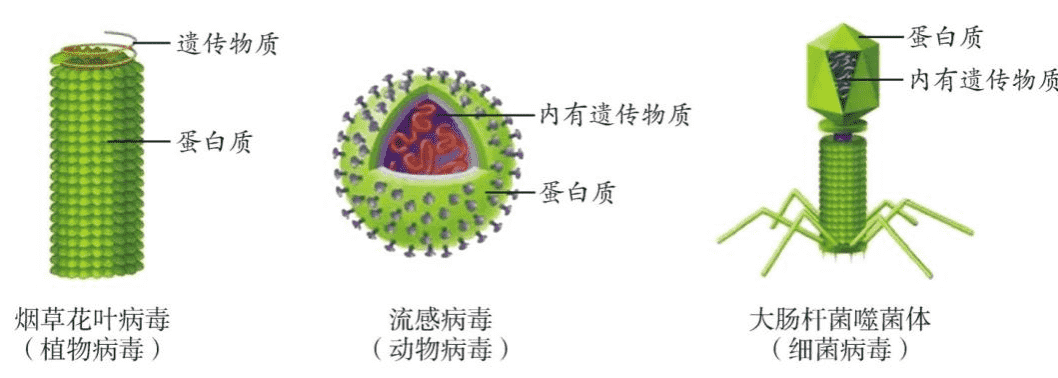 遗传物质
蛋白质
烟草花叶病毒
（植物病毒）
内有遗传物质
蛋白质
流感病毒
（动物病毒）
蛋白质
内有遗传物质
大肠杆菌噬菌体
（细菌病毒）